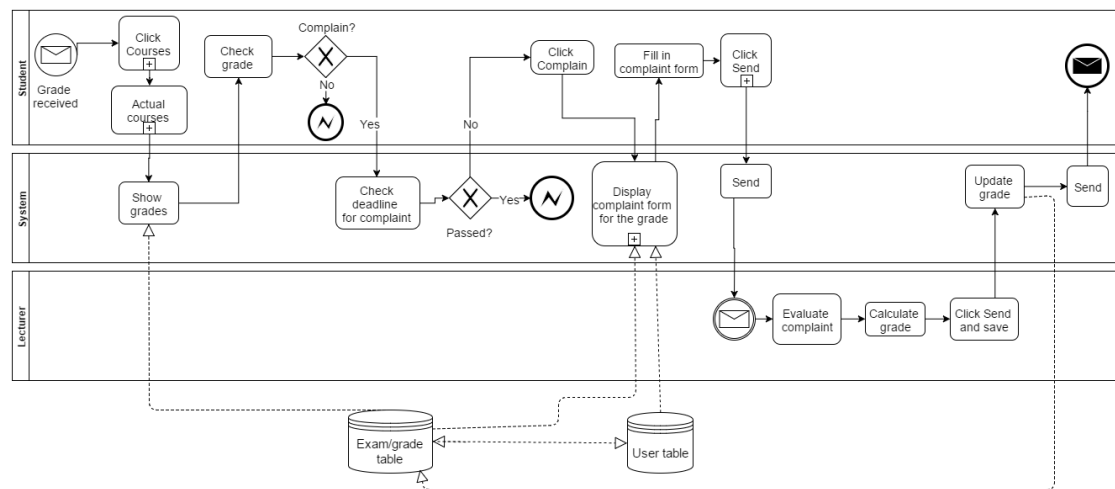 Student
Grade
received
Click
Courses
Actual
courses
Check
grade
Complain?
No
Yes
No
Click
Complain
Fill in
complaint form
Click
Send
System
Show
grades
Check
deadline
for complaint
Passed?
Yes
Display
complaint form
for the grade
Send
Update
grade
Send
Lecturer
Evaluate
complaint
Calculate
grade
Click Send
and save
Exam/grade
table
User table